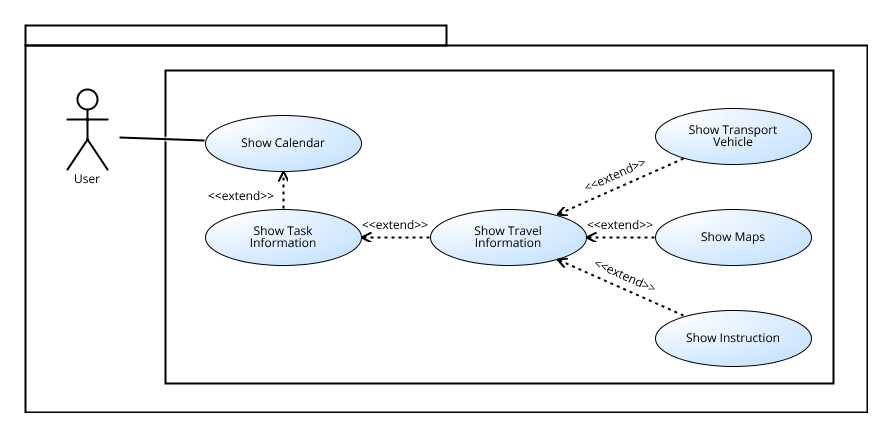 Show Transport
Vehicle
Show Calendar
<<extend>>
User
<<extend>>
<<extend>>
<<extend>>
Show Task
Information
Show Travel
Information
Show Maps
<<extend>>
Show Instruction